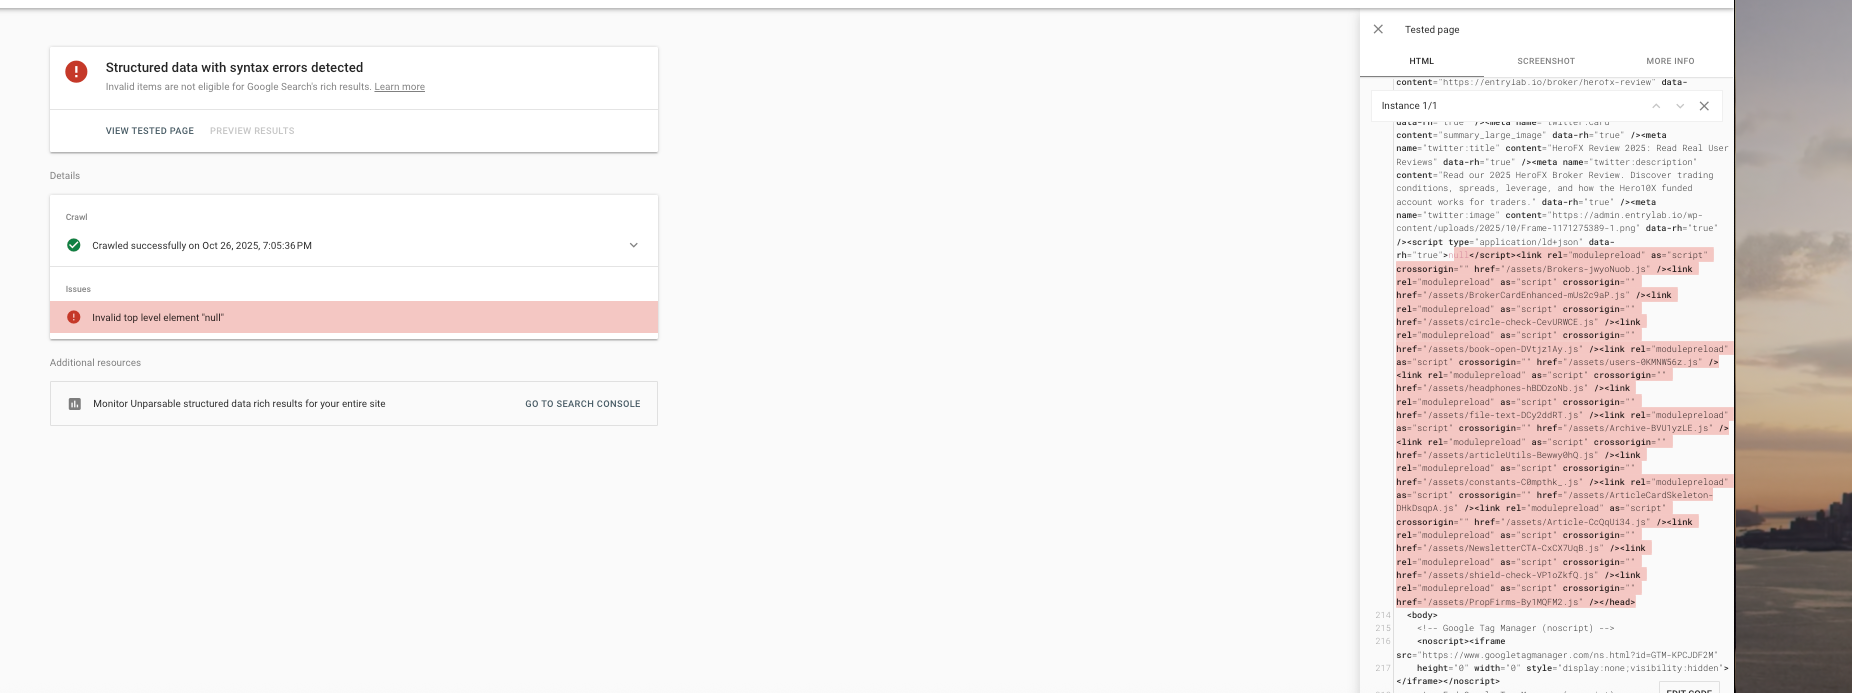 Structured data with syntax errors detected
Invalid items are not eligible for Google Search's rich results. Learn more
VIEW TESTED PAGE PREVIEW RESULTS
Details
Crawl
Crawled successfully on Oct 26, 2025, 7:05:36 PM
Issues
Invalid top level element "null"
Additional resources
Monitor Unparsable structured data rich results for your entire site GO TO SEARCH CONSOLE
Tested page
HTML SCREENSHOT MORE INFO
content="https://entrylab.io/broker/herofx-review" data-
Instance 1/1
data-rh="true" /><meta name="twitter:card"
content="summary_large_image" data-rh="true" /><meta
name="twitter:title" content="HeroFX Review 2025: Read Real User
Reviews" data-rh="true" /><meta name="twitter:description"
content="Read our 2025 HeroFX Broker Review. Discover trading
conditions, spreads, leverage, and how the Hero10X funded
account works for traders." data-rh="true" /><meta
name="twitter:image" content="https://admin.entrylab.io/wp-
content/uploads/2025/10/Frame-1171275389-1.png" data-rh="true"
/><script type="application/ld+json" data-
rh="true">null</script><link rel="modulepreload" as="script"
crossorigin="" href="/assets/Brokers-jwyoNuob.js" /><link
rel="modulepreload" as="script" crossorigin=""
href="/assets/BrokerCardEnhanced-mUs2c9aP.js" /><link
rel="modulepreload" as="script" crossorigin=""
href="/assets/circle-check-CevURWCE.js" /><link
rel="modulepreload" as="script" crossorigin=""
href="/assets/book-open-DVtjz1Ay.js" /><link rel="modulepreload"
as="script" crossorigin="" href="/assets/users-0KMNW56z.js" />
<link rel="modulepreload" as="script" crossorigin=""
href="/assets/headphones-hBDDzoNb.js" /><link
rel="modulepreload" as="script" crossorigin=""
href="/assets/file-text-DCy2ddRT.js" /><link rel="modulepreload"
as="script" crossorigin="" href="/assets/Archive-BVU1yzLE.js" />
<link rel="modulepreload" as="script" crossorigin=""
href="/assets/articleUtils-Bewwy0hQ.js" /><link
rel="modulepreload" as="script" crossorigin=""
href="/assets/constants-C0mpthk_.js" /><link rel="modulepreload"
as="script" crossorigin="" href="/assets/ArticleCardSkeleton-
DHkDsqpA.js" /><link rel="modulepreload" as="script"
crossorigin="" href="/assets/Article-CcQqUi34.js" /><link
rel="modulepreload" as="script" crossorigin=""
href="/assets/NewsletterCTA-CxCX7UqB.js" /><link
rel="modulepreload" as="script" crossorigin=""
href="/assets/shield-check-VP1oZkfQ.js" /><link
rel="modulepreload" as="script" crossorigin=""
href="/assets/PropFirms-By1MQFM2.js" /></head>
214 <body>
215 <!-- Google Tag Manager (noscript) -->
216 <noscript><iframe
src="https://www.googletagmanager.com/ns.html?id=GTM-KPCJDF2M"
217 height="0" width="0" style="display:none;visibility:hidden">
</iframe></noscript>
EDIT CODE